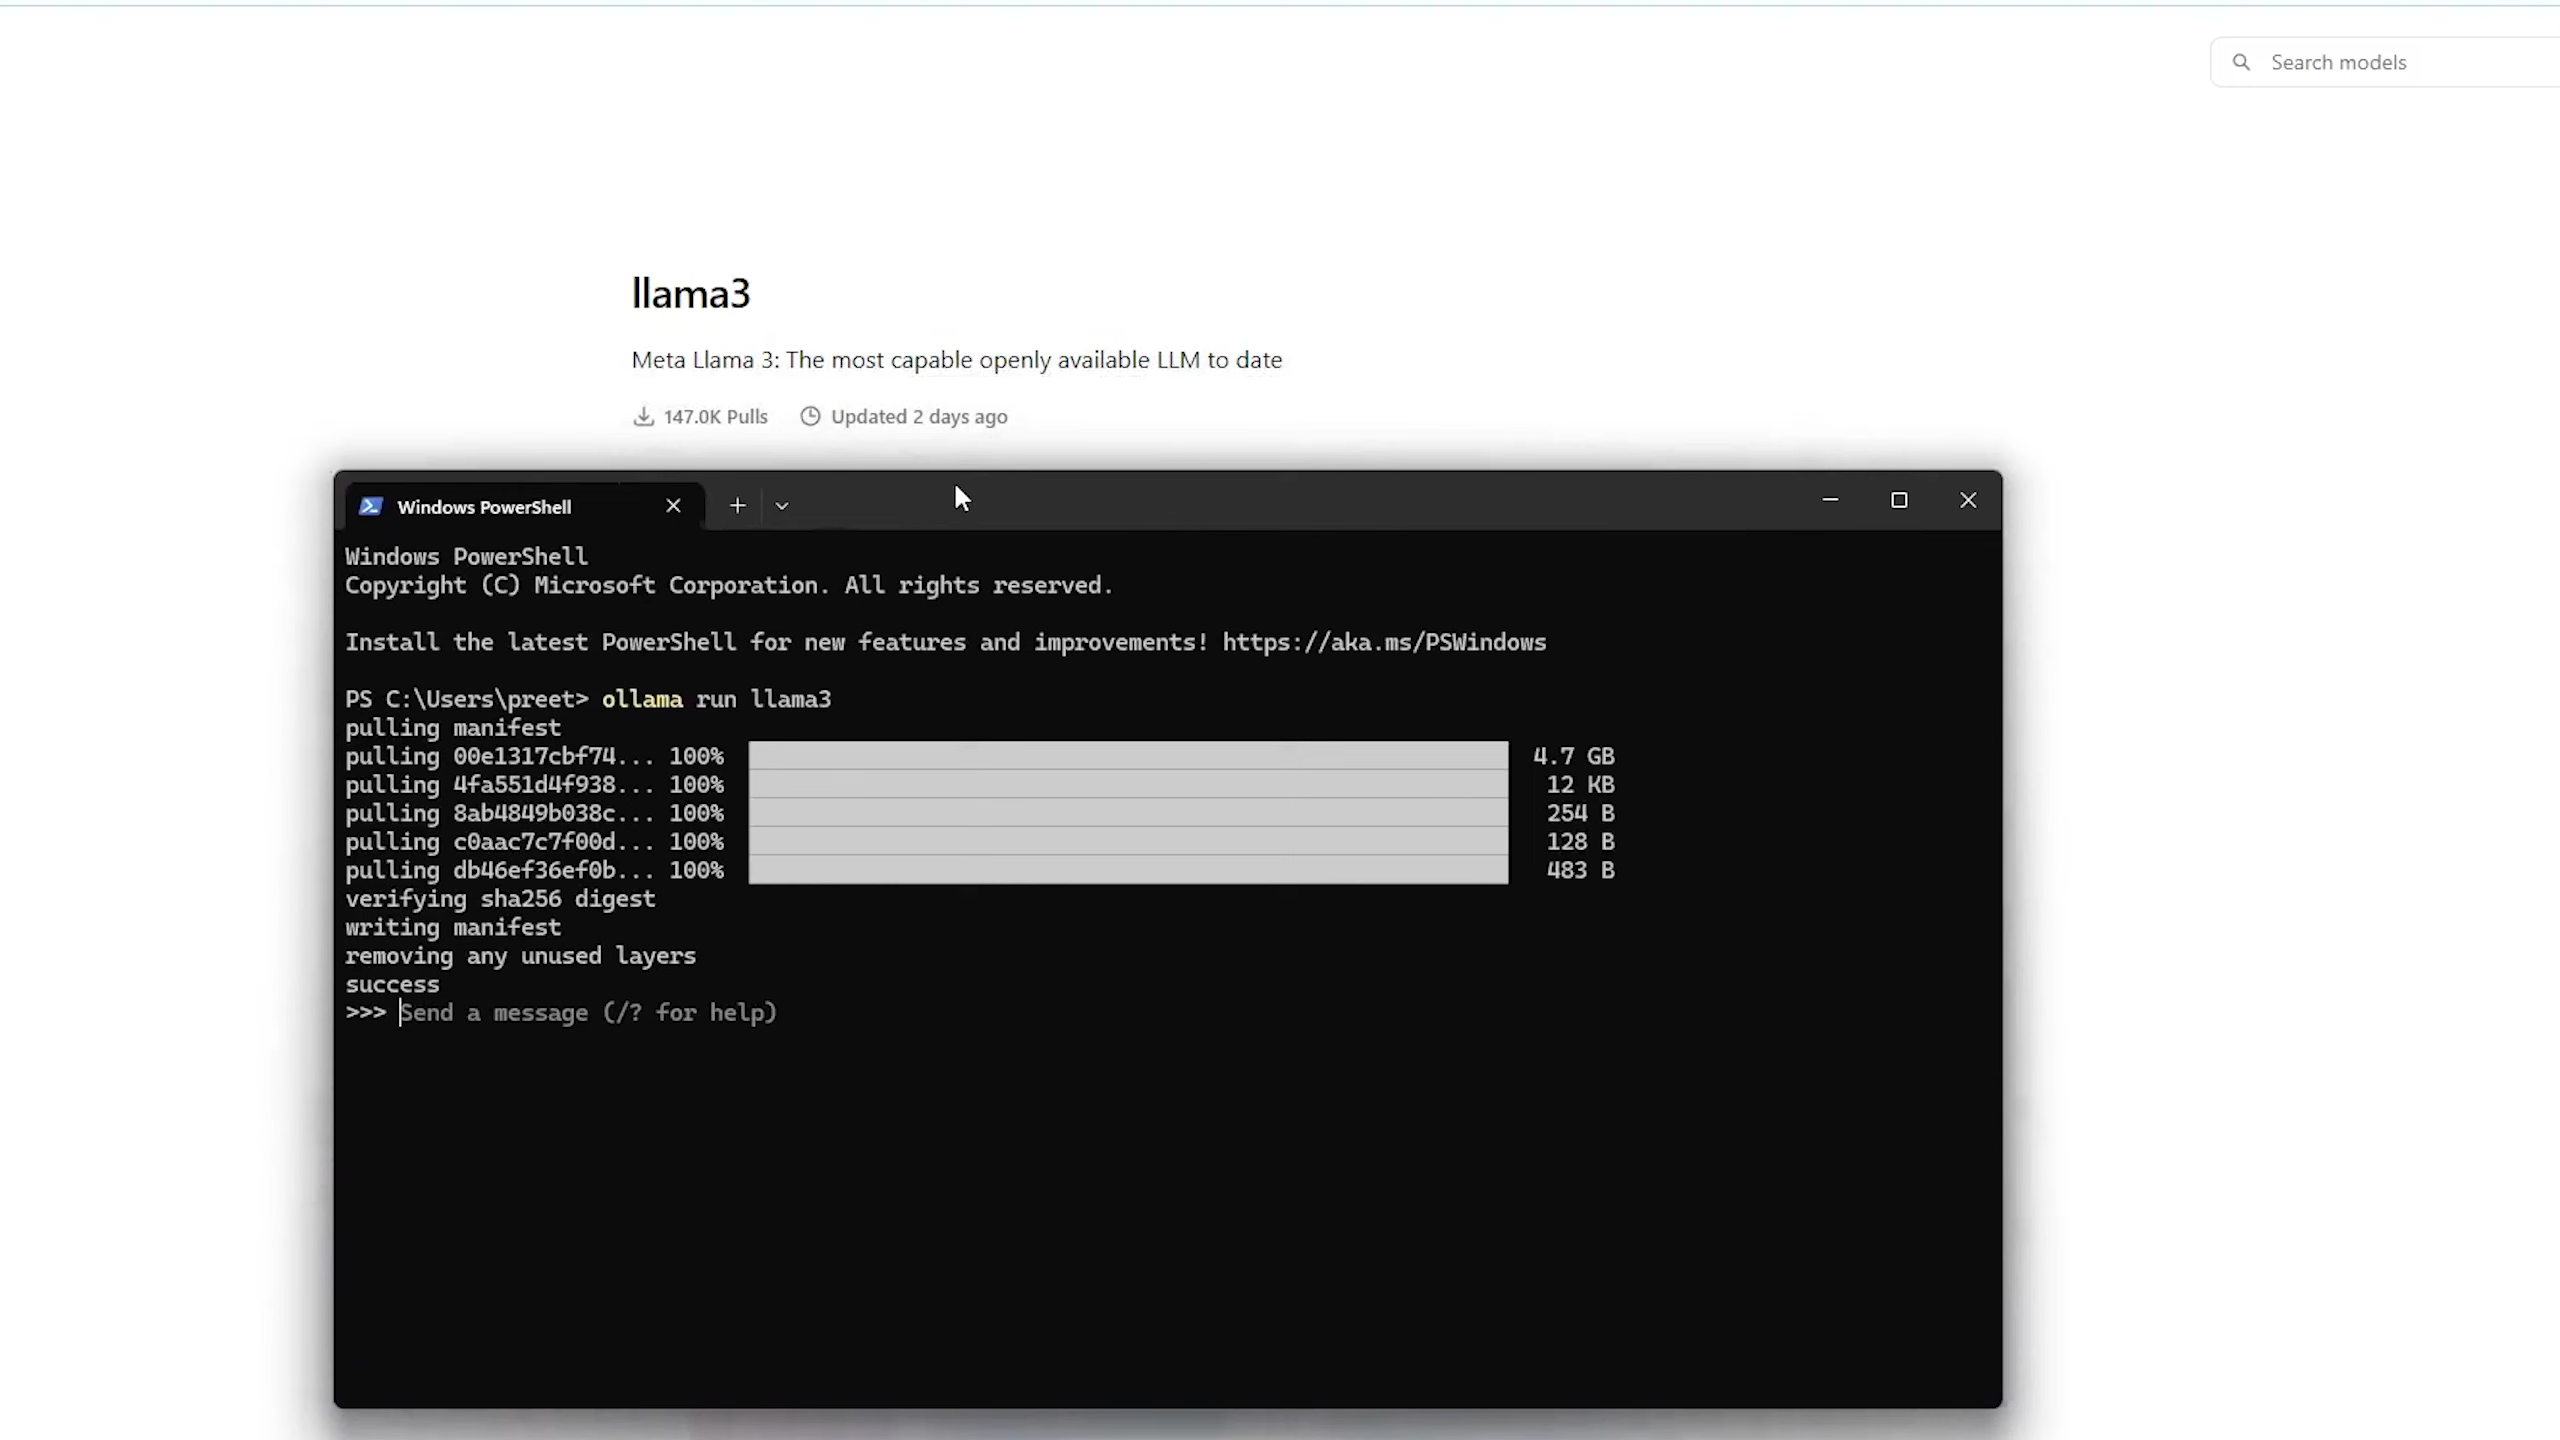 Search models
llama3
Meta Llama 3: The most capable openly available LLM to date
147.0K Pulls Updated 2 days ago
Windows PowerShell
Windows PowerShell
Copyright (C) Microsoft Corporation. All rights reserved.
Install the latest PowerShell for new features and improvements! https://aka.ms/PSWindows
PS C:\Users\preet> ollama run llama3
pulling manifest
pulling 00e1317cbf74... 100% 4.7 GB
pulling 4fa551d4f938... 100% 12 KB
pulling 8ab4849b038c... 100% 254 B
pulling c0aac7c7f00d... 100% 128 B
pulling db46ef36ef0b... 100% 483 B
verifying sha256 digest
writing manifest
removing any unused layers
success
>>> Send a message (/? for help)